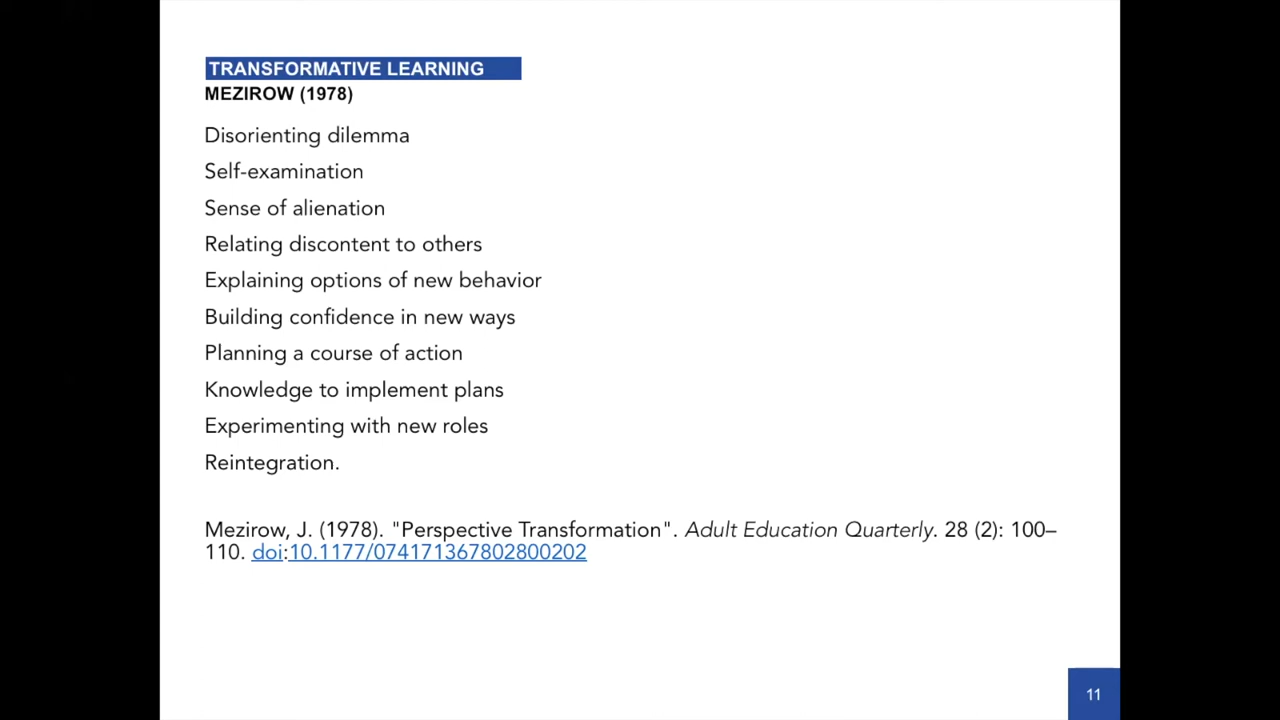 TRANSFORMATIVE LEARNING
MEZIROW (1978)
Disorienting dilemma
Self-examination
Sense of alienation
Relating discontent to others
Explaining options of new behavior
Building confidence in new ways
Planning a course of action
Knowledge to implement plans
Experimenting with new roles
Reintegration.
Mezirow, J. (1978). "Perspective Transformation". Adult Education Quarterly. 28 (2): 100–
110. doi:10.1177/074171367802800202
11